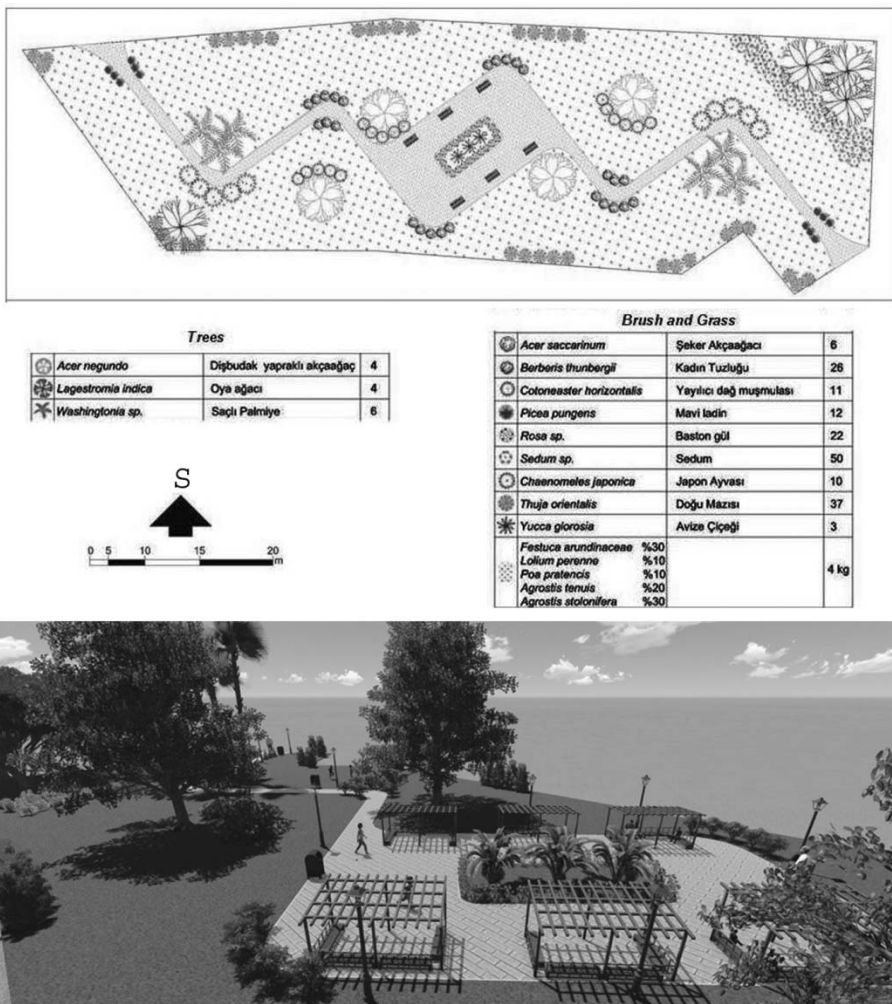 Trees
Acer negundo Dişbudak yapraklı akçaağaç 4
Lagestromia indica Oya ağacı 4
Washingtonia sp. Saçlı Palmiye 6
Brush and Grass
Acer saccarinum Şeker Akçaağacı 6
Berberis thunbergii Kadın Tuzluğu 26
Cotoneaster horizontalis Yayılıcı dağ muşmulası 11
Picea pungens Mavi ladin 12
Rosa sp. Baston gül 22
Sedum sp. Sedum 50
Chaenomeles japonica Japon Ayvası 10
Thuja orientalis Doğu Mazısı 37
Yucca glorosia Avize Çiçeği 3
Festuca arundinaceae %30
Lolium perenne %10
Poa pratencis %10
Agrostis tenuis %20
Agrostis stolonifera %30
4 kg
S
0 5 10 15 20
m